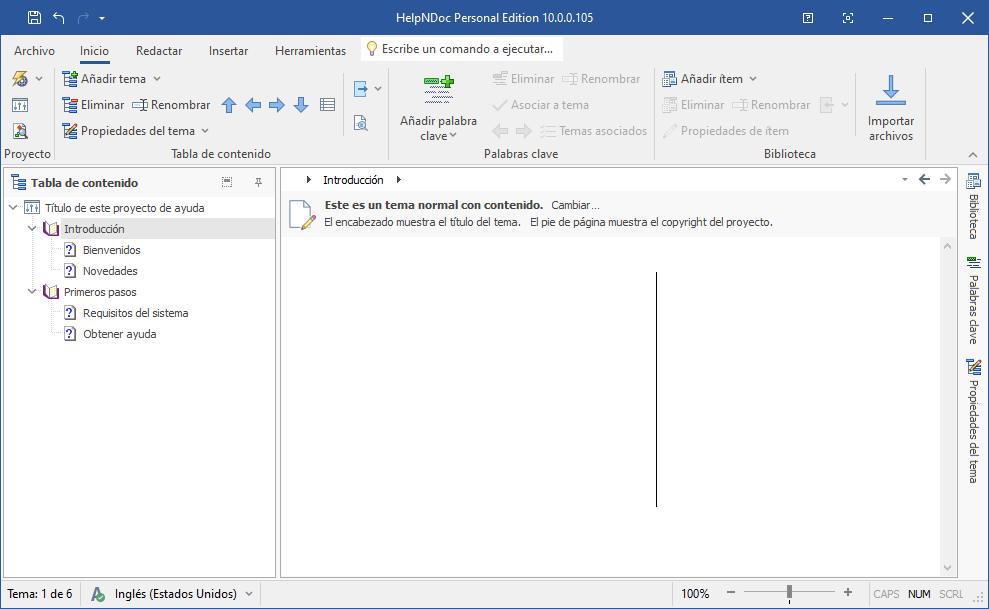 HelpNDoc Personal Edition 10.0.0.105
Archivo Inicio Redactar Insertar Herramientas Escribe un comando a ejecutar...
Añadir tema
Eliminar Renombrar
Propiedades del tema
Añadir palabra
clave
Eliminar Renombrar
Asociar a tema
Temas asociados
Añadir ítem
Eliminar Renombrar
Propiedades de ítem
Importar
archivos
Proyecto Tabla de contenido Palabras clave Biblioteca
Tabla de contenido
Título de este proyecto de ayuda
Introducción
Bienvenidos
Novedades
Primeros pasos
Requisitos del sistema
Obtener ayuda
Introducción
Este es un tema normal con contenido. Cambiar...
El encabezado muestra el título del tema. El pie de página muestra el copyright del proyecto.
Biblioteca
Palabras clave
Propiedades del tema
Tema: 1 de 6 Inglés (Estados Unidos) 100% CAPS NUM SCRL